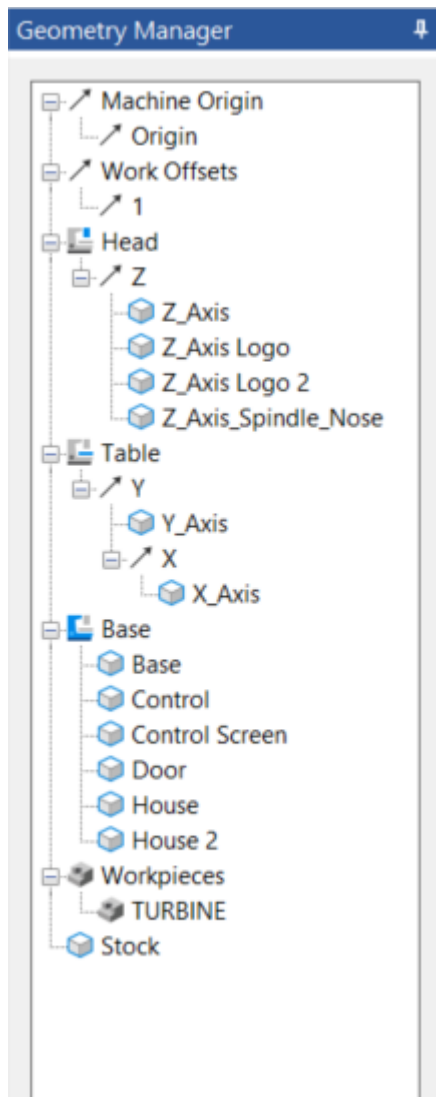 Geometry Manager
Machine Origin
Origin
Work Offsets
1
Head
Z
Z_Axis
Z_Axis Logo
Z_Axis Logo 2
Z_Axis_Spindle_Nose
Table
Y
Y_Axis
X
X_Axis
Base
Base
Control
Control Screen
Door
House
House 2
Workpieces
TURBINE
Stock